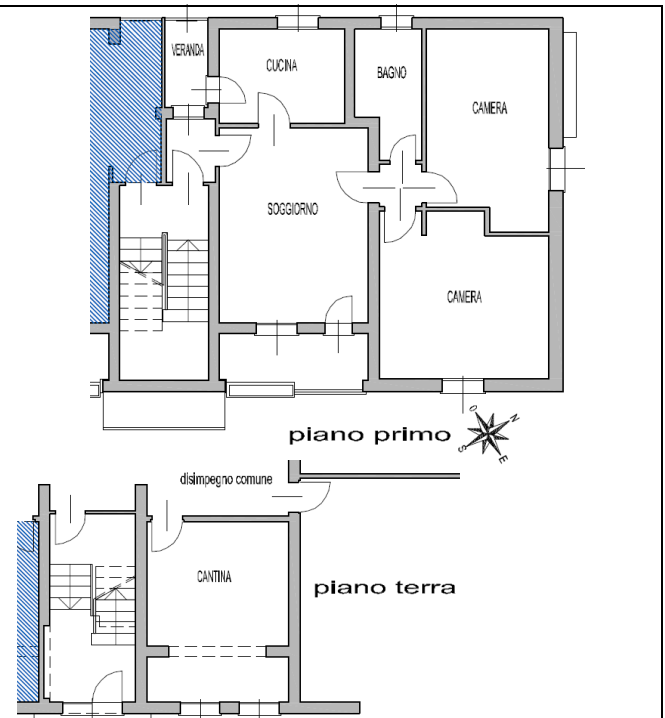 VERANDA
CUCINA
BAGNO
CAMERA
SOGGIORNO
CAMERA
piano primo
O
N
S
E
disimpegno comune
CANTINA
piano terra